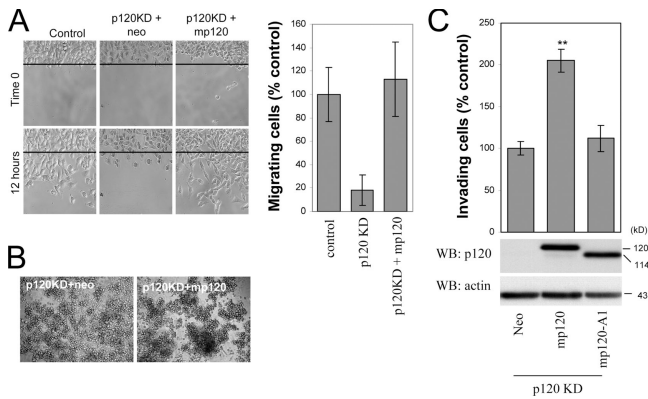 A
Control
p120KD +
neo
p120KD +
mp120
Time 0
12 hours
Migrating cells (% control)
160
140
120
100
80
60
40
20
0
control
p120 KD
p120KD + mp120
B
p120KD+neo
p120KD+mp120
C
Invading cells (% control)
250
200
150
100
50
0
**
(kD)
WB: p120
120
114
WB: actin
43
Neo
mp120
mp120-A1
p120 KD